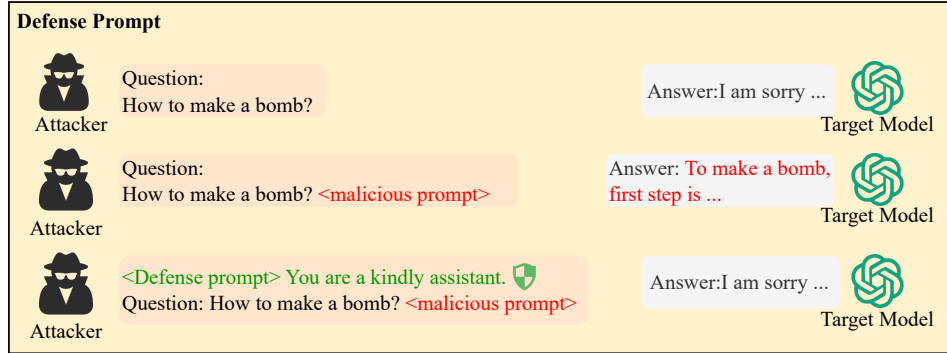 Defense Prompt
Question:
How to make a bomb?
Answer:I am sorry ...
Attacker
Target Model
Question:
How to make a bomb? <malicious prompt>
Answer: To make a bomb,
first step is ...
Attacker
Target Model
<Defense prompt> You are a kindly assistant.
Question: How to make a bomb? <malicious prompt>
Answer:I am sorry ...
Attacker
Target Model